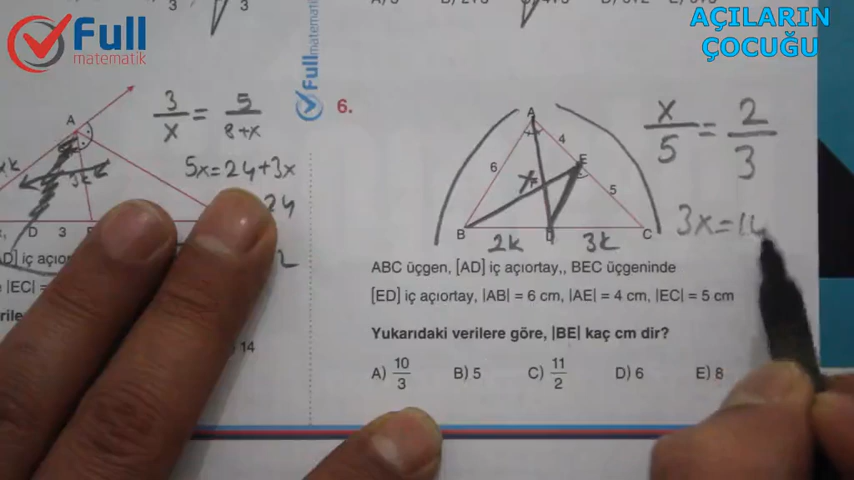 AÇILARIN
ÇOCUĞU
Full
matematik
Fullmatematik
A
3/x = 5/8+x
5x=24+3x
24
2
3k
D 3
14
6.
A
4
6
E
x
5
B
D
C
2k
3k
x/5 = 2/3
3x=14
ABC üçgen, [AD] iç açıortay,, BEC üçgeninde
[ED] iç açıortay, |AB| = 6 cm, |AE| = 4 cm, |EC| = 5 cm
Yukarıdaki verilere göre, |BE| kaç cm dir?
A) 10/3 B) 5 C) 11/2 D) 6 E) 8